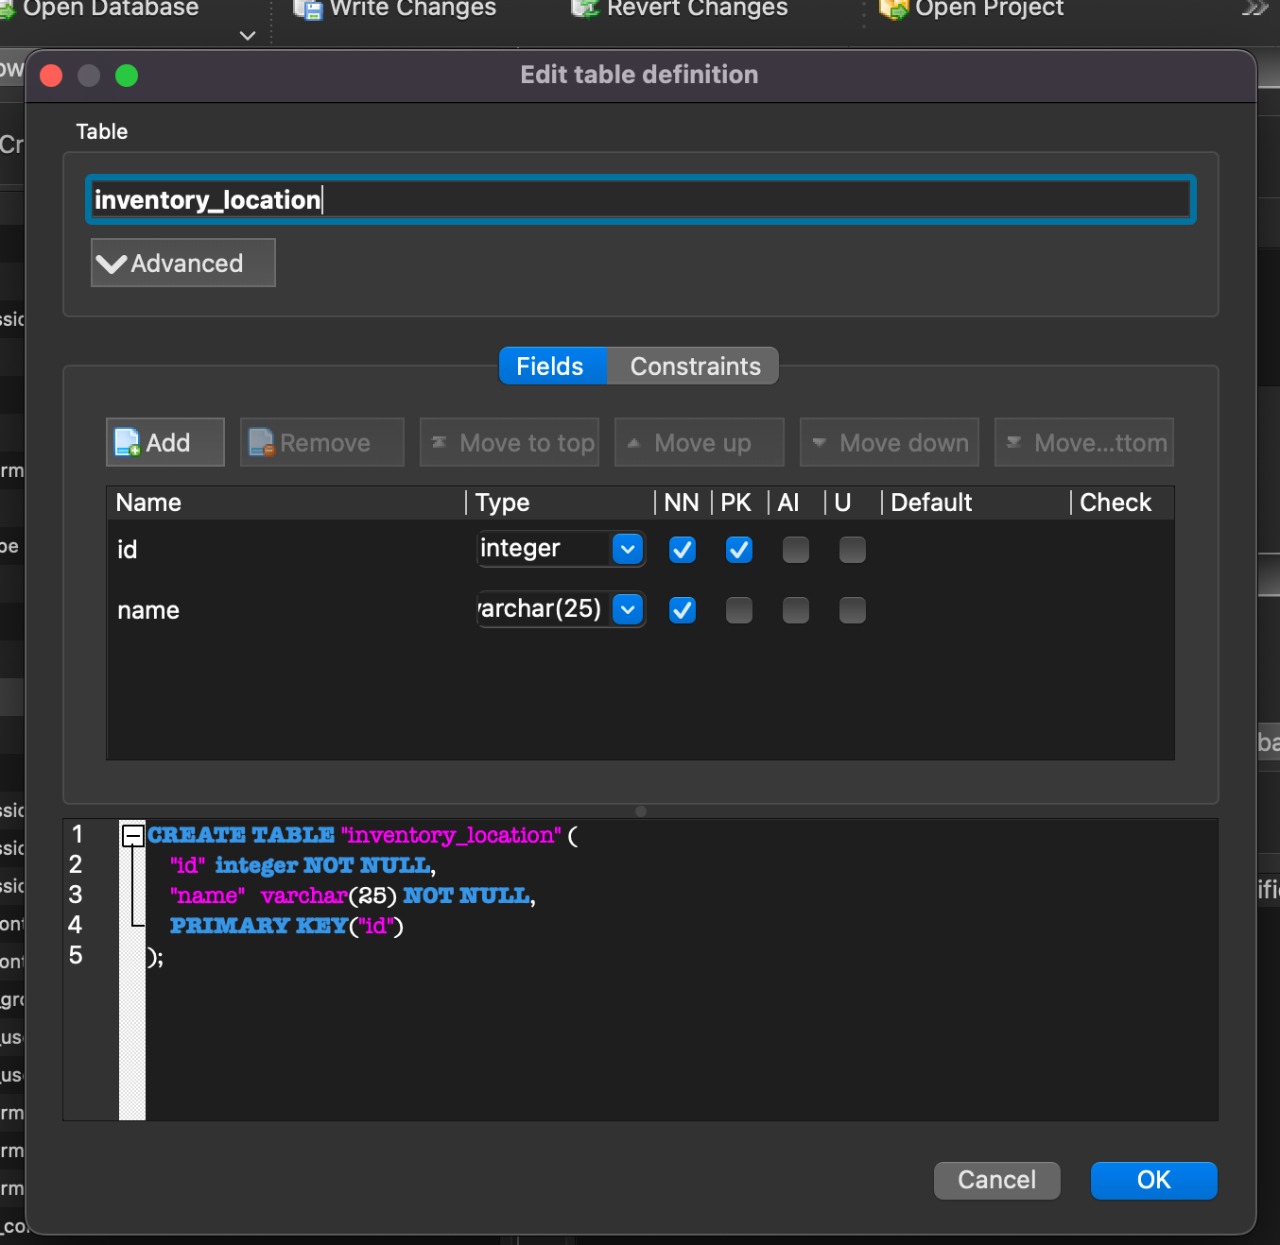 Open Database
Write Changes
Revert Changes
Open Project
Edit table definition
Table
inventory_location
Advanced
Fields
Constraints
Add
Remove
Move to top
Move up
Move down
Move...ttom
Name Type NN PK AI U Default Check
id integer
name varchar(25)
1 CREATE TABLE "inventory_location" (
2 "id" integer NOT NULL,
3 "name" varchar(25) NOT NULL,
4 PRIMARY KEY("id")
5 );
Cancel
OK